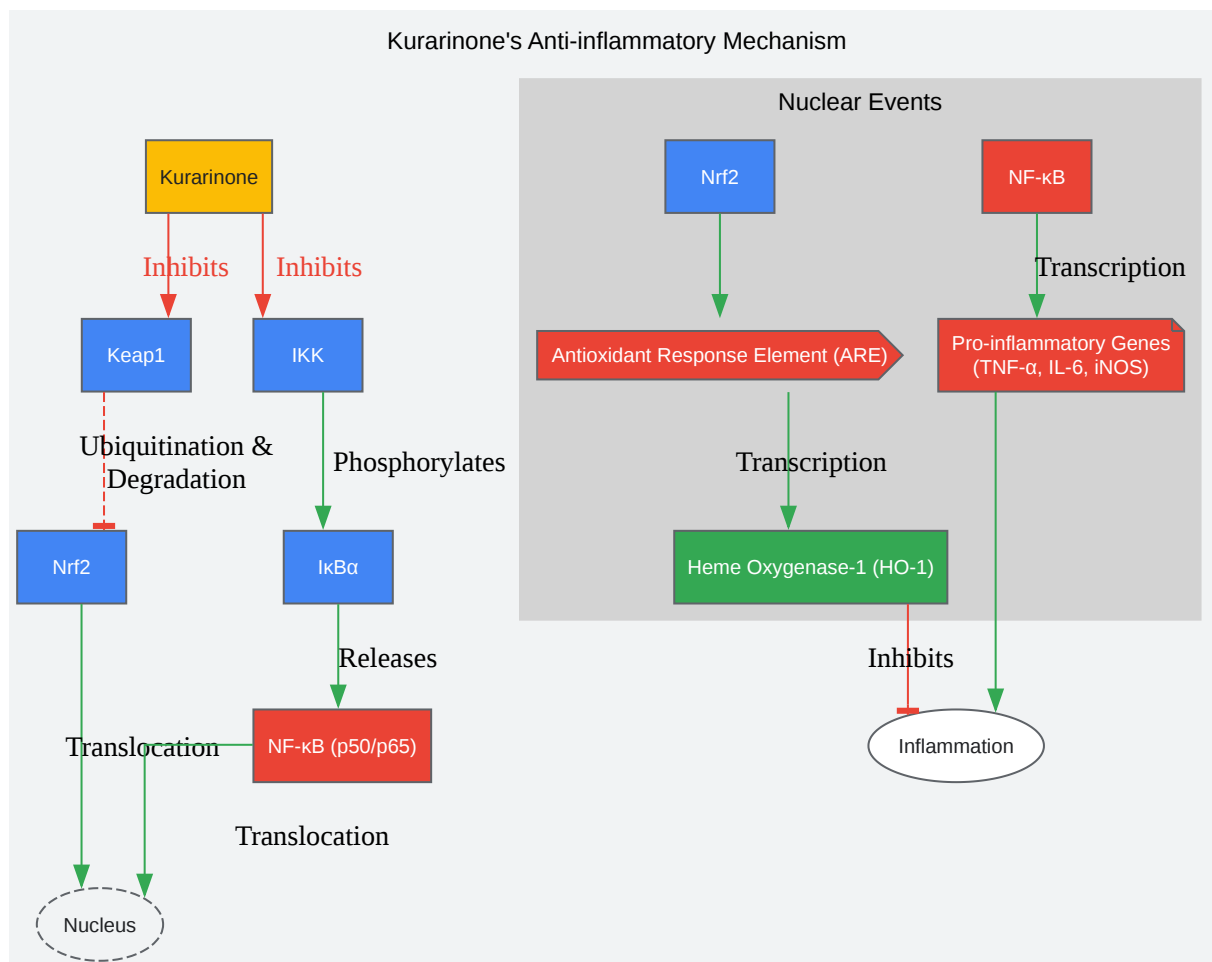 Kurarinone's Anti-inflammatory Mechanism
Nuclear Events
Kurarinone
Nrf2
NF-κB
Inhibits
Inhibits
Transcription
Keap1
IKK
Antioxidant Response Element (ARE)
Pro-inflammatory Genes
(TNF-α, IL-6, iNOS)
Ubiquitination &
Degradation
Phosphorylates
Transcription
Nrf2
IκBα
Heme Oxygenase-1 (HO-1)
Releases
Inhibits
Translocation
NF-κB (p50/p65)
Inflammation
Translocation
Nucleus